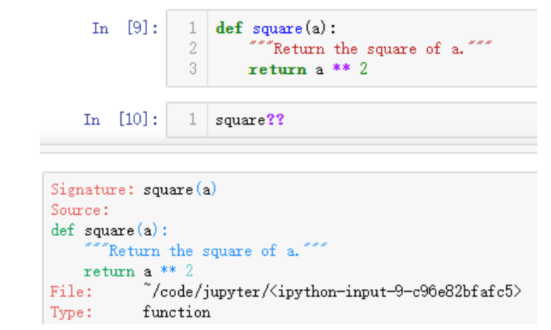 In [9]:
1 def square(a):
2     """Return the square of a."""
3     return a ** 2
In [10]:
1 square??
Signature: square(a)
Source:
def square(a):
    """Return the square of a."""
    return a ** 2
File:      ~/code/jupyter/<ipython-input-9-c96e82bfafc5>
Type:      function